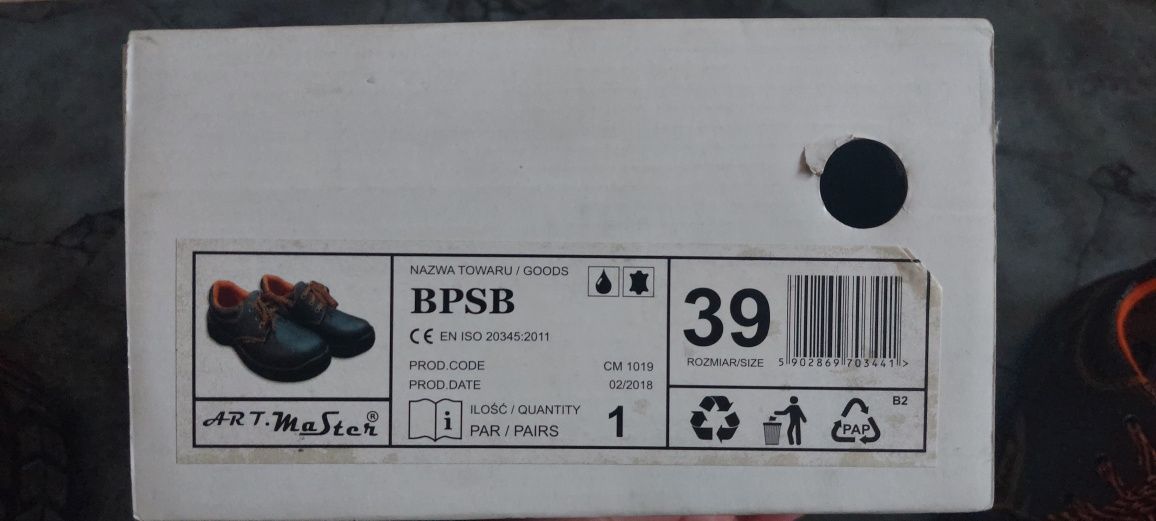 NAZWA TOWARU / GOODS
BPSB
CE EN ISO 20345:2011
PROD.CODE CM 1019
PROD.DATE 02/2018
i ILOŚĆ / QUANTITY
PAR / PAIRS 1
ART.MaSter®
39
ROZMIAR/SIZE
5 902869 703441 >
B2
PAP